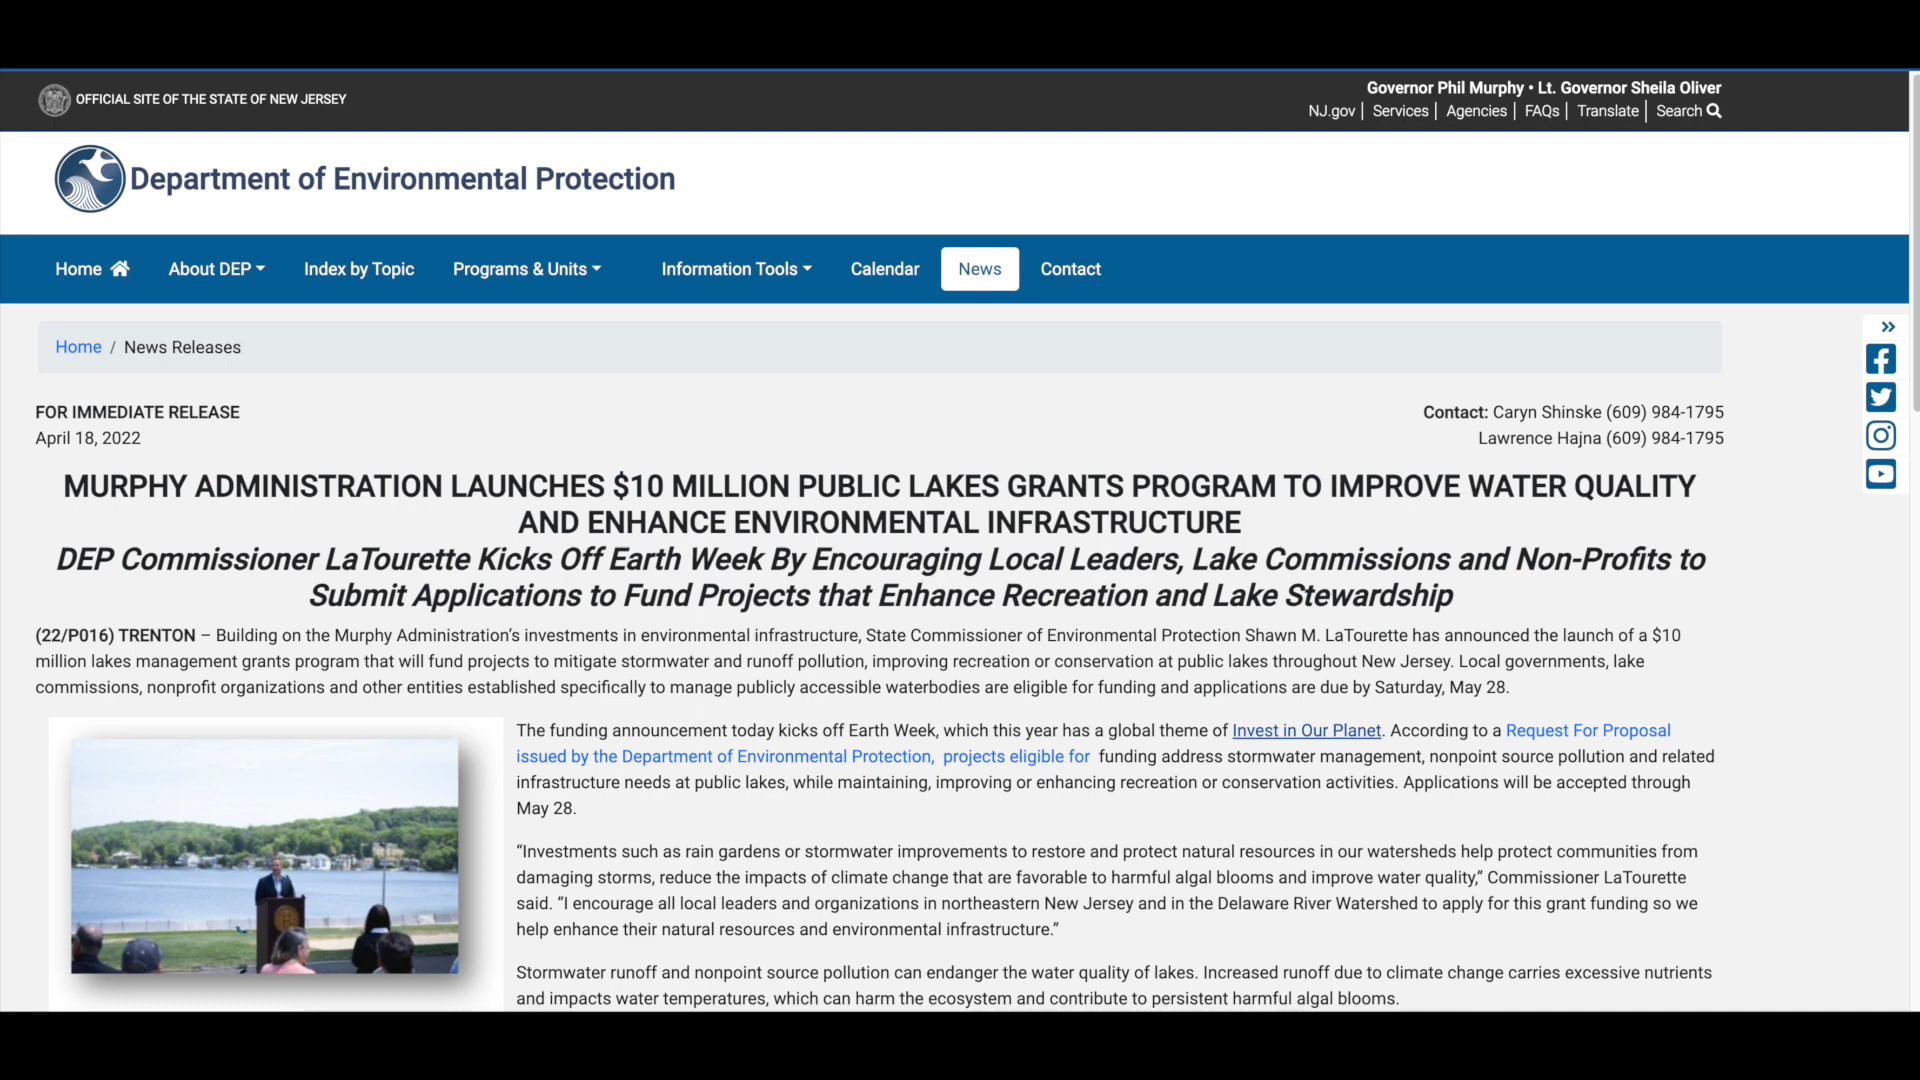 OFFICIAL SITE OF THE STATE OF NEW JERSEY
Governor Phil Murphy • Lt. Governor Sheila Oliver
NJ.gov | Services | Agencies | FAQs | Translate | Search
Department of Environmental Protection
Home About DEP Index by Topic Programs & Units Information Tools Calendar News Contact
Home / News Releases
FOR IMMEDIATE RELEASE
April 18, 2022
Contact: Caryn Shinske (609) 984-1795
Lawrence Hajna (609) 984-1795
MURPHY ADMINISTRATION LAUNCHES $10 MILLION PUBLIC LAKES GRANTS PROGRAM TO IMPROVE WATER QUALITY
AND ENHANCE ENVIRONMENTAL INFRASTRUCTURE
DEP Commissioner LaTourette Kicks Off Earth Week By Encouraging Local Leaders, Lake Commissions and Non-Profits to
Submit Applications to Fund Projects that Enhance Recreation and Lake Stewardship
(22/P016) TRENTON – Building on the Murphy Administration’s investments in environmental infrastructure, State Commissioner of Environmental Protection Shawn M. LaTourette has announced the launch of a $10
million lakes management grants program that will fund projects to mitigate stormwater and runoff pollution, improving recreation or conservation at public lakes throughout New Jersey. Local governments, lake
commissions, nonprofit organizations and other entities established specifically to manage publicly accessible waterbodies are eligible for funding and applications are due by Saturday, May 28.
The funding announcement today kicks off Earth Week, which this year has a global theme of Invest in Our Planet. According to a Request For Proposal
issued by the Department of Environmental Protection, projects eligible for funding address stormwater management, nonpoint source pollution and related
infrastructure needs at public lakes, while maintaining, improving or enhancing recreation or conservation activities. Applications will be accepted through
May 28.
“Investments such as rain gardens or stormwater improvements to restore and protect natural resources in our watersheds help protect communities from
damaging storms, reduce the impacts of climate change that are favorable to harmful algal blooms and improve water quality,” Commissioner LaTourette
said. “I encourage all local leaders and organizations in northeastern New Jersey and in the Delaware River Watershed to apply for this grant funding so we
help enhance their natural resources and environmental infrastructure.”
Stormwater runoff and nonpoint source pollution can endanger the water quality of lakes. Increased runoff due to climate change carries excessive nutrients
and impacts water temperatures, which can harm the ecosystem and contribute to persistent harmful algal blooms.